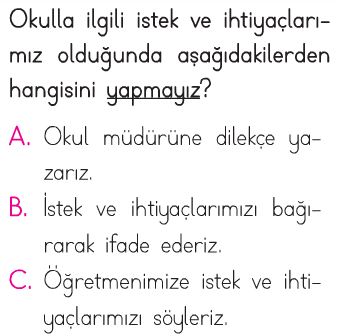 Okulla ilgili istek ve ihtiyaçları-
mız olduğunda aşağıdakilerden
hangisini yapmayız?
A. Okul müdürüne dilekçe ya-
zarız.
B. İstek ve ihtiyaçlarımızı bağı-
rarak ifade ederiz.
C. Öğretmenimize istek ve ihti-
yaçlarımızı söyleriz.